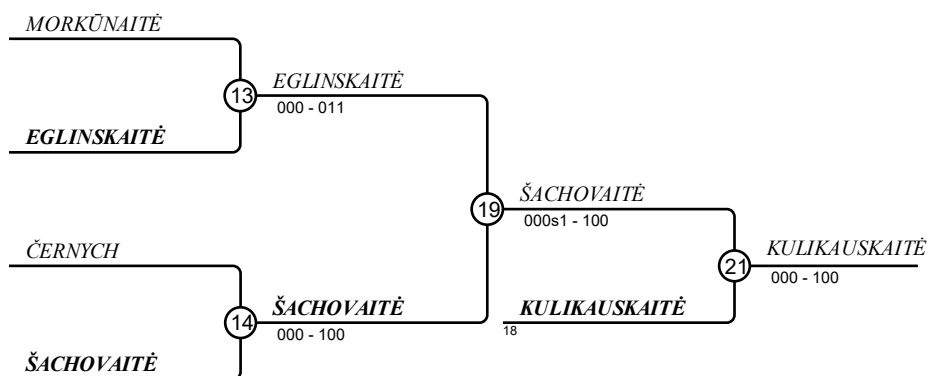 MORKŪNAITĖ
13
EGLINSKAITĖ
000 - 011
EGLINSKAITĖ
19
ŠACHOVAITĖ
000s1 - 100
ČERNYCH
21
KULIKAUSKAITĖ
000 - 100
14
ŠACHOVAITĖ
000 - 100
KULIKAUSKAITĖ
18
ŠACHOVAITĖ